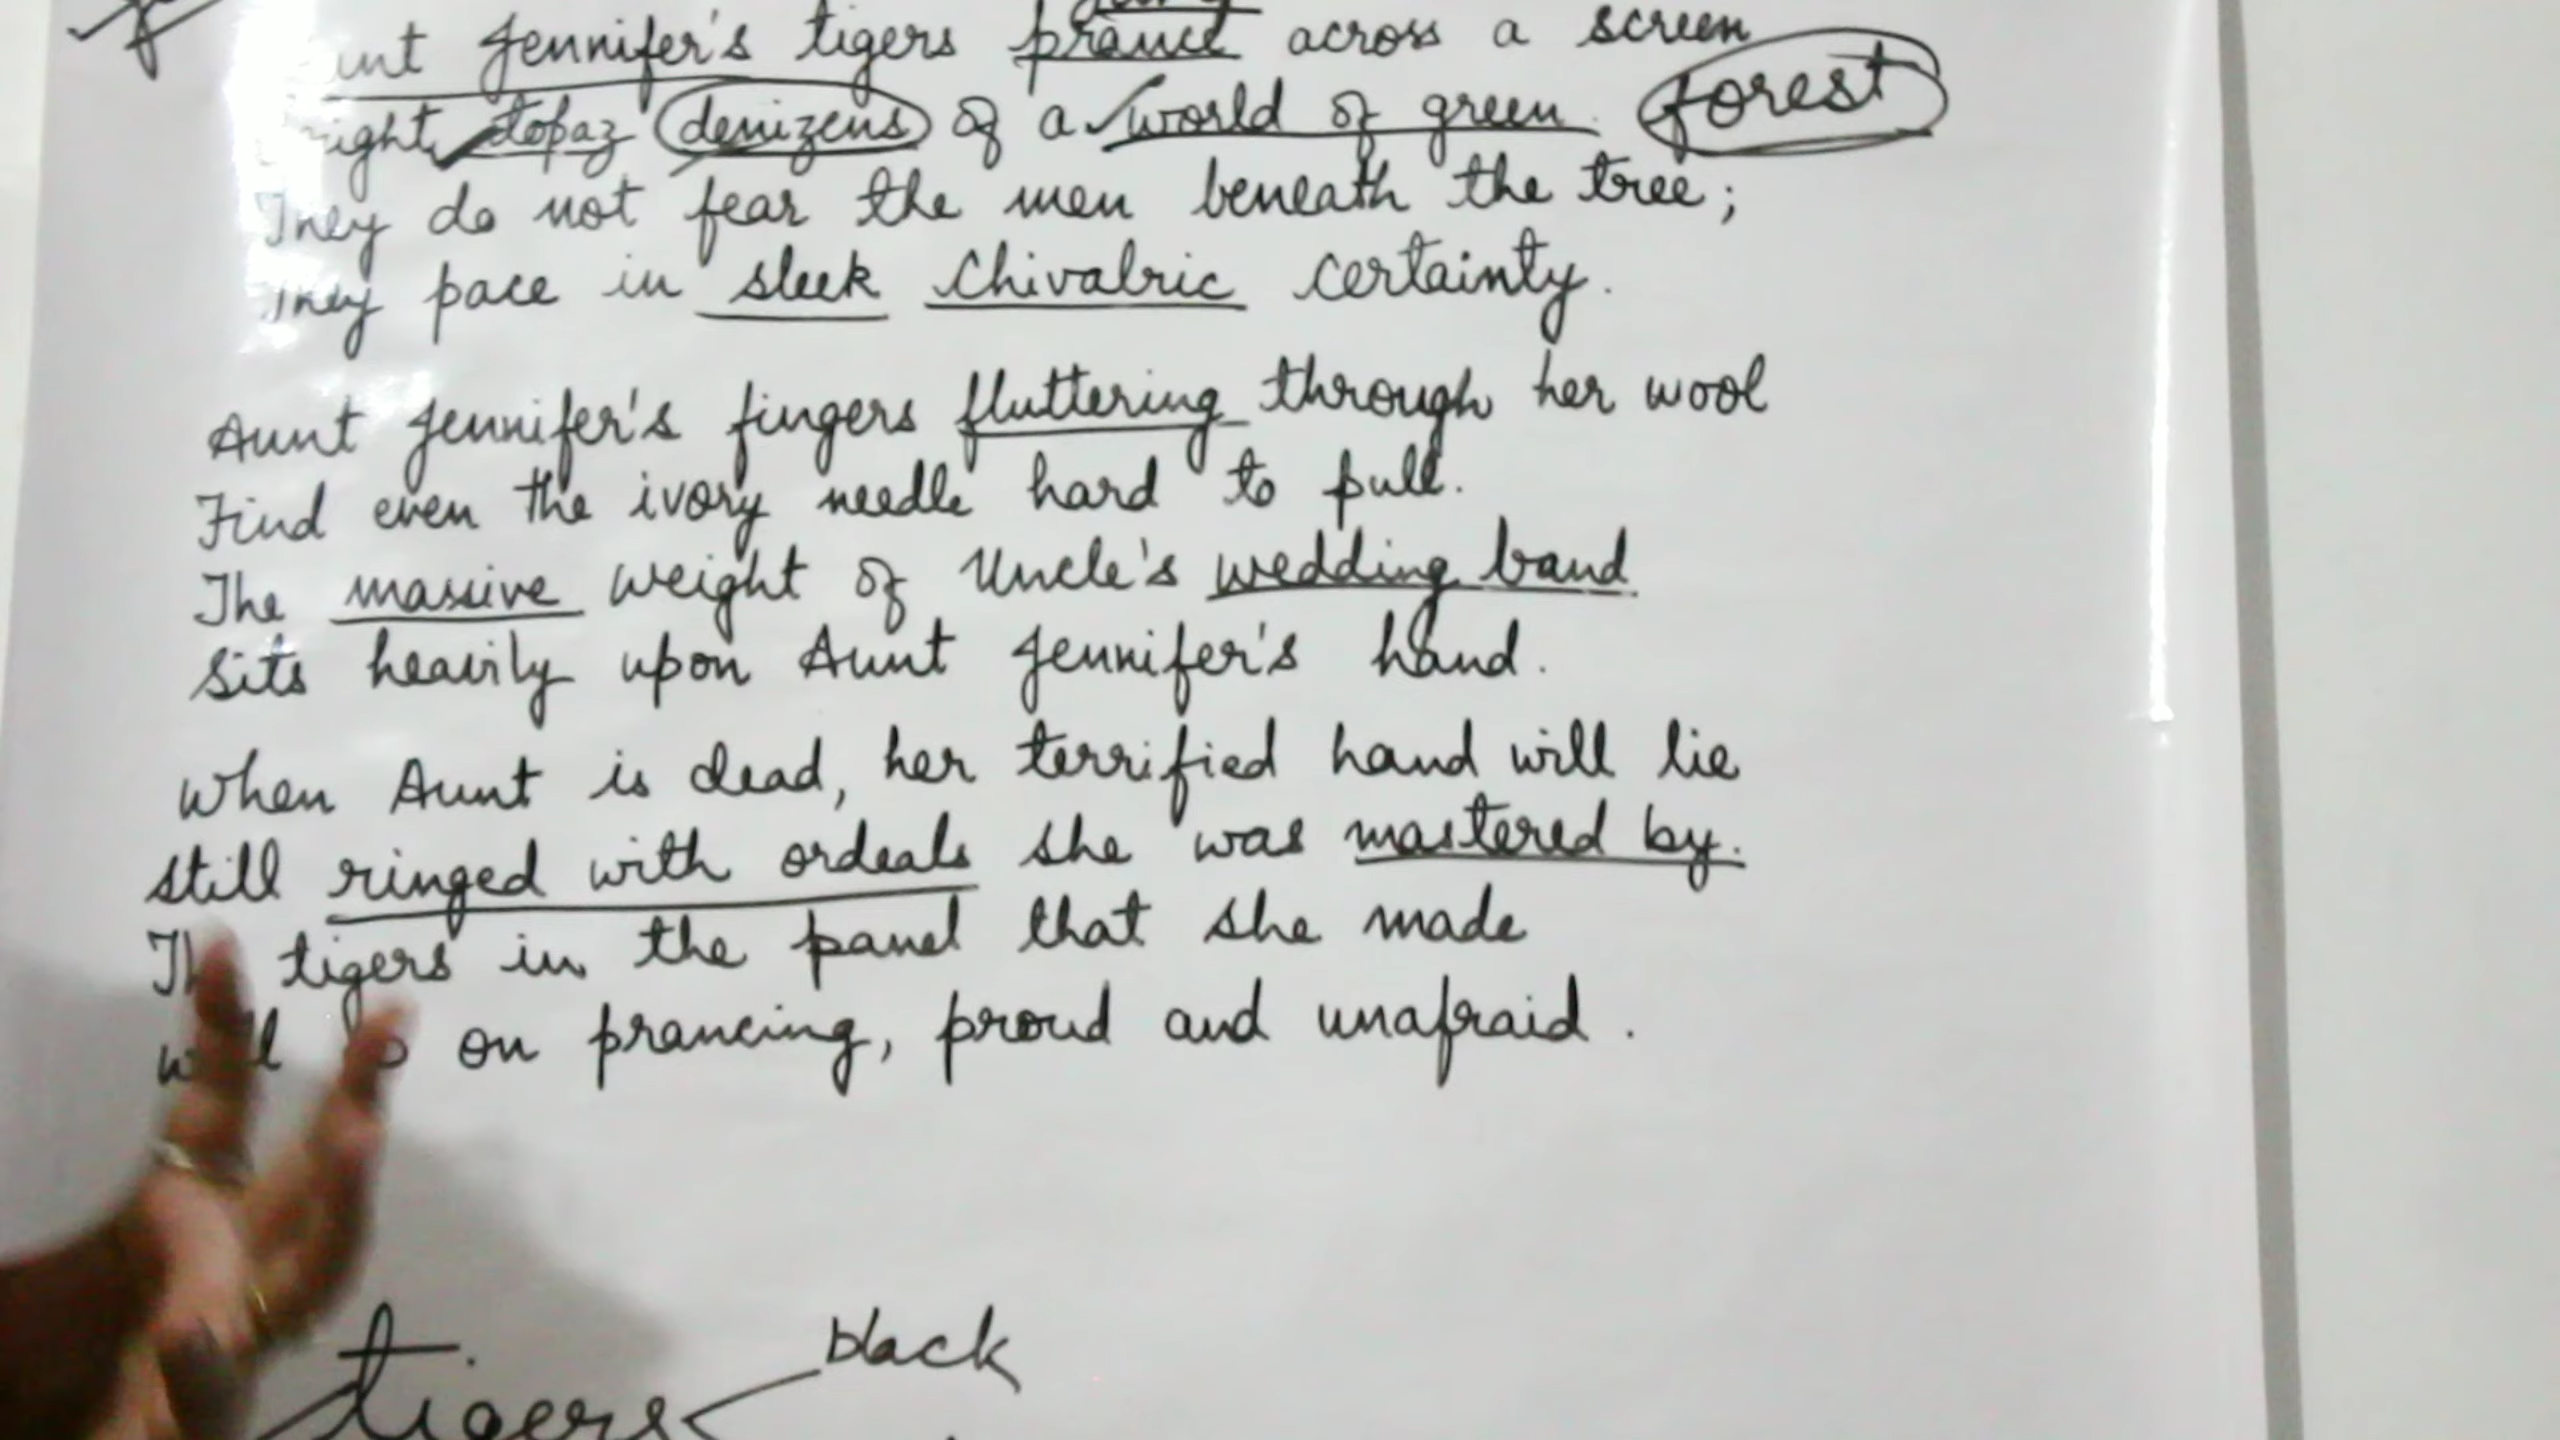 unt Jennifer's tigers prance across a screen
right topaz denizens of a world of green. forest
They do not fear the men beneath the tree;
They pace in sleek Chivalric certainty.
Aunt Jennifer's fingers fluttering through her wool
Find even the ivory needle hard to pull.
The massive weight of Uncle's wedding band
Sits heavily upon Aunt Jennifer's hand.
When Aunt is dead, her terrified hand will lie
Still ringed with ordeals she was mastered by.
Th tigers in the panel that she made
on prancing, proud and unafraid.
black
tigers